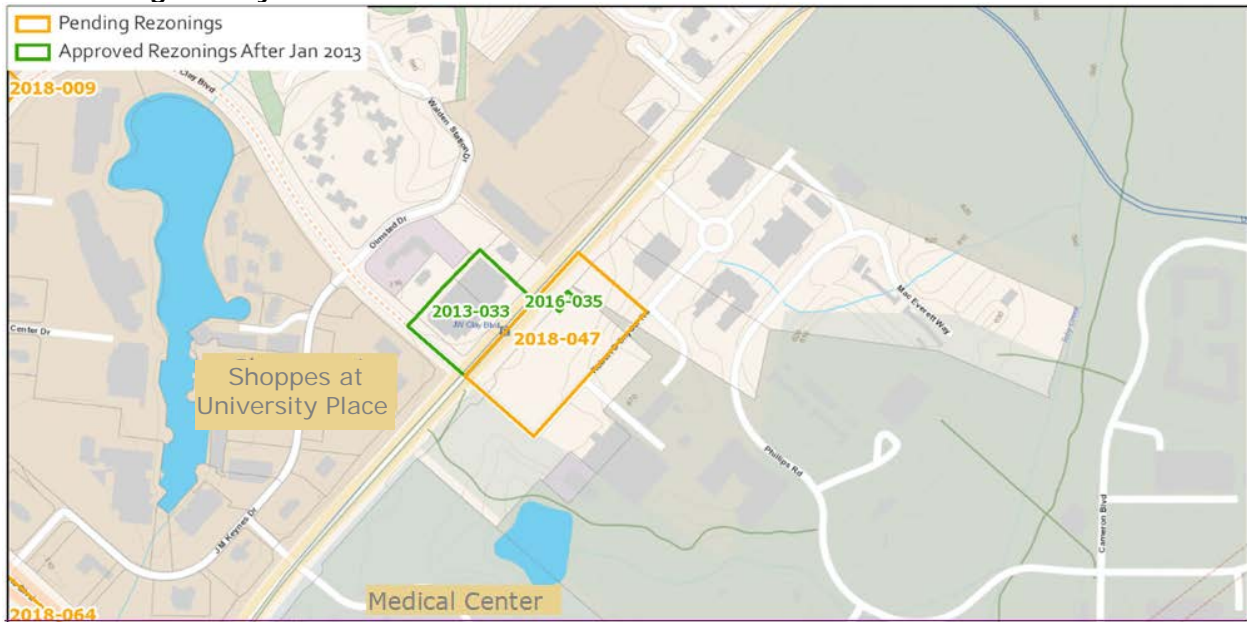 Pending Rezonings
Approved Rezonings After Jan 2013
Clay Blvd
2018-009
Walden Station Dr
Olmsted Dr
2013-033
2016-035
JW Clay Blvd
2018-047
Center Dr
Shoppes at
University Place
Mac Everett Way
Phillips Rd
Cameron Blvd
J M Keynes Dr
Medical Center
2018-064